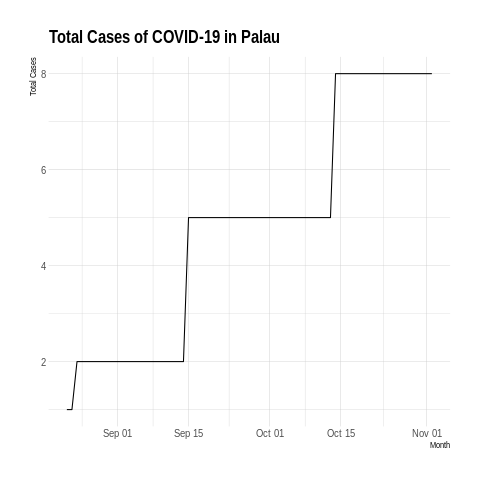 Total Cases of COVID-19 in Palau
Total Cases
8
6
4
2
Sep 01 Sep 15 Oct 01 Oct 15 Nov 01
Month